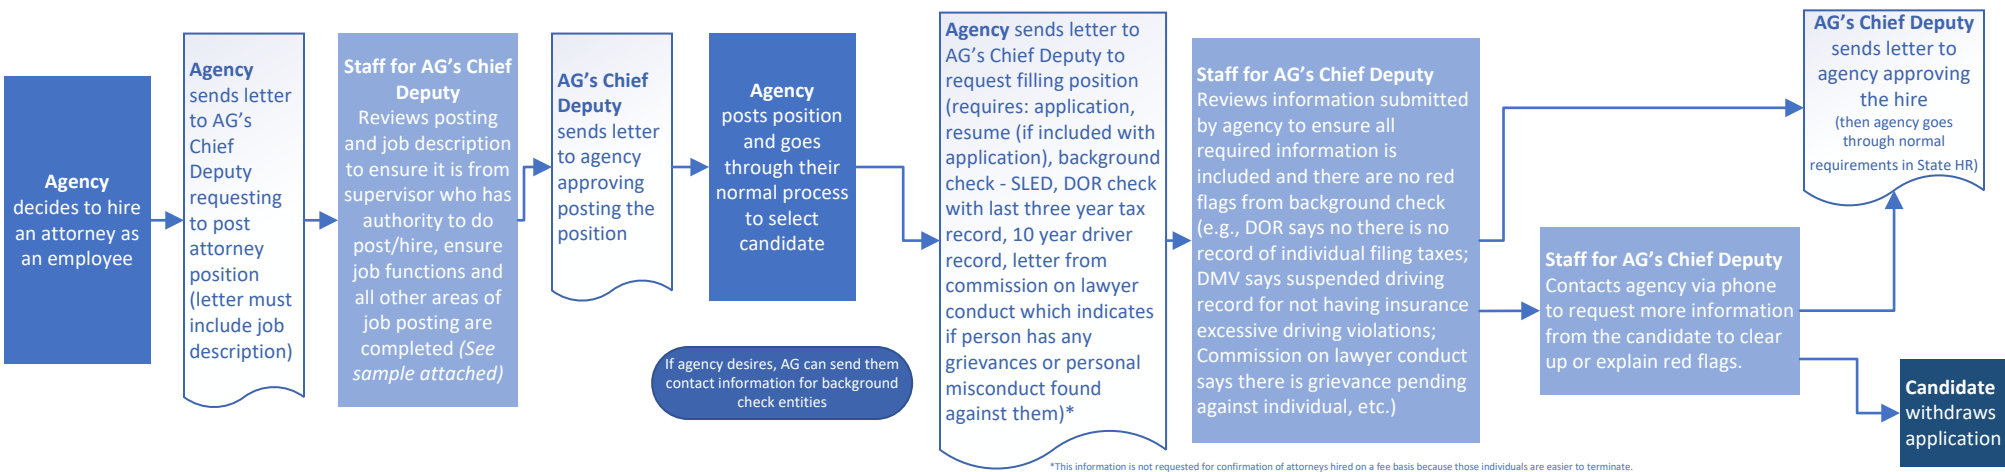 Agency
decides to hire
an attorney as
an employee
Agency
sends letter
to AG's
Chief
Deputy
requesting
to post
attorney
position
(letter must
include job
description)
Staff for AG's Chief
Deputy
Reviews posting
and job description
to ensure it is from
supervisor who has
authority to do
post/hire, ensure
job functions and
all other areas of
job posting are
completed (See
sample attached)
AG's Chief
Deputy
sends letter
to agency
approving
posting the
position
Agency
posts position
and goes
through their
normal process
to select
candidate
If agency desires, AG can send them
contact information for background
check entities
Agency sends letter to
AG's Chief Deputy to
request filling position
(requires: application,
resume (if included with
application), background
check - SLED, DOR check
with last three year tax
record, 10 year driver
record, letter from
commission on lawyer
conduct which indicates
if person has any
grievances or personal
misconduct found
against them)*
Staff for AG's Chief Deputy
Reviews information submitted
by agency to ensure all
required information is
included and there are no red
flags from background check
(e.g., DOR says no there is no
record of individual filing taxes;
DMV says suspended driving
record for not having insurance
excessive driving violations;
Commission on lawyer conduct
says there is grievance pending
against individual, etc.)
AG's Chief Deputy
sends letter to
agency approving
the hire
(then agency goes
through normal
requirements in State HR)
Staff for AG's Chief Deputy
Contacts agency via phone
to request more information
from the candidate to clear
up or explain red flags.
Candidate
withdraws
application
*This information is not requested for confirmation of attorneys hired on a fee basis because those individuals are easier to terminate.